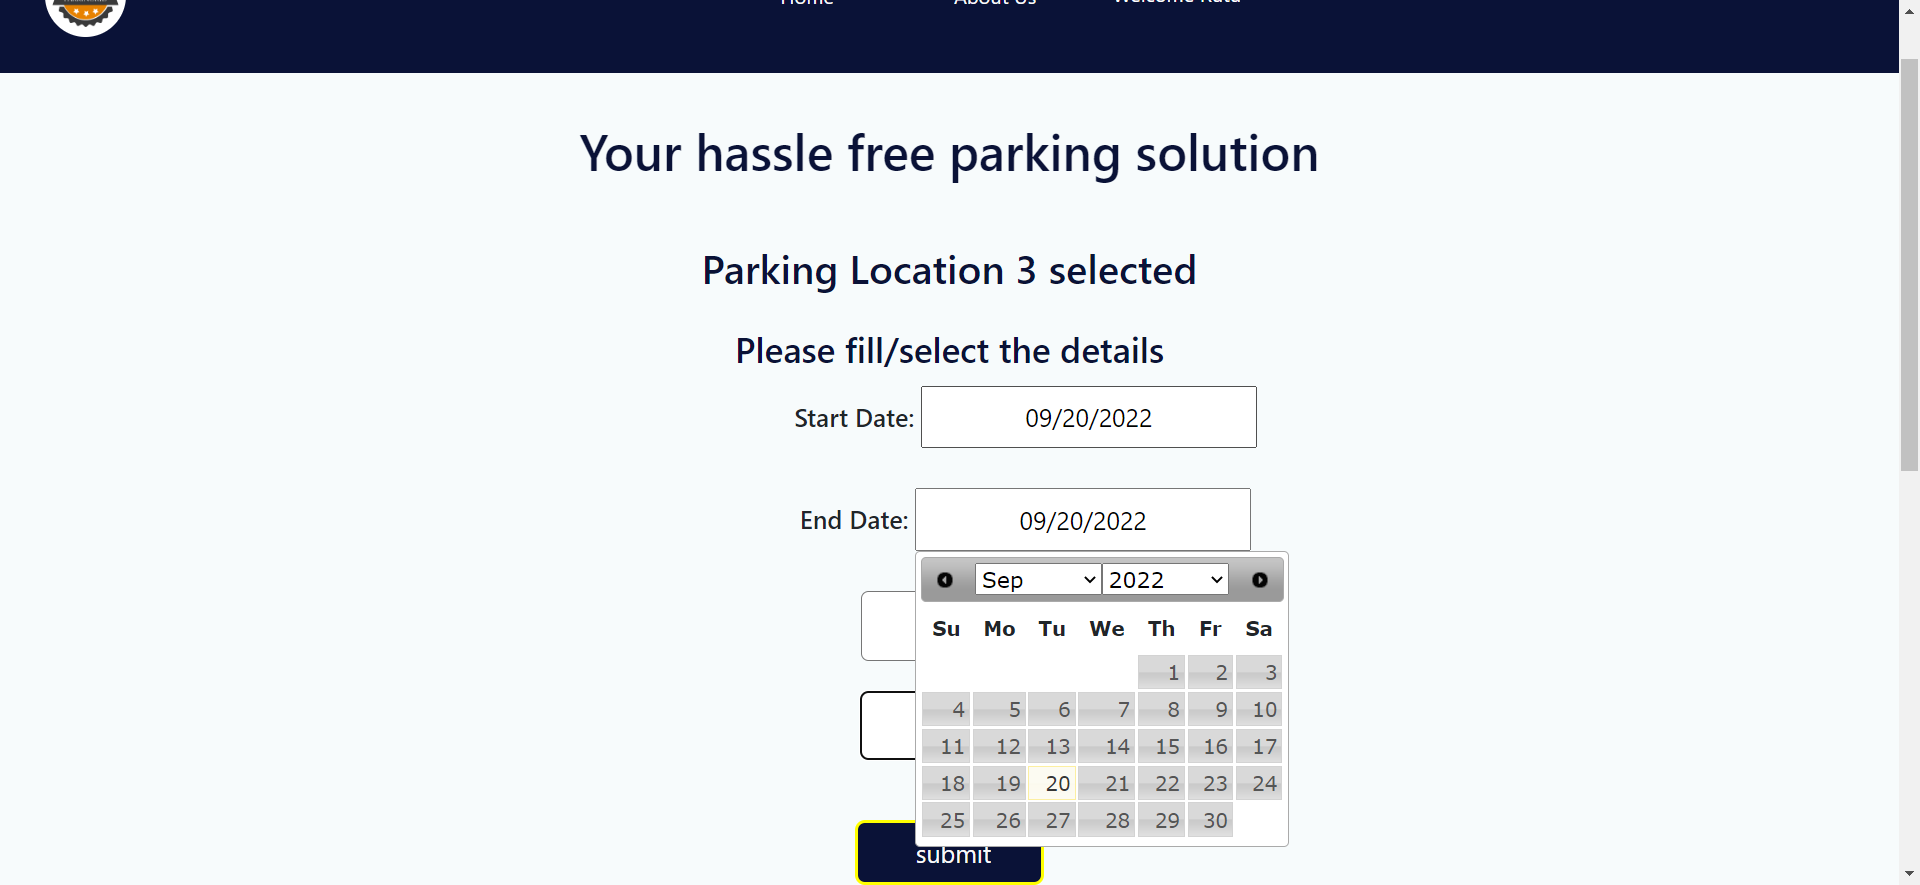 Home About Us Welcome Rutu
Your hassle free parking solution
Parking Location 3 selected
Please fill/select the details
Start Date: 09/20/2022
End Date: 09/20/2022
Sep 2022
Su Mo Tu We Th Fr Sa
1 2 3
4 5 6 7 8 9 10
11 12 13 14 15 16 17
18 19 20 21 22 23 24
25 26 27 28 29 30
submit